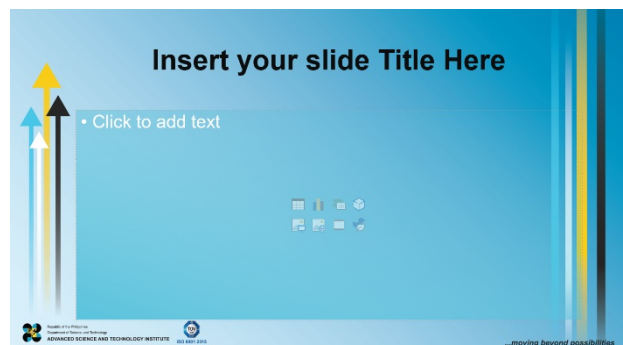 Insert your slide Title Here
• Click to add text
Republic of the Philippines
Department of Science and Technology
ADVANCED SCIENCE AND TECHNOLOGY INSTITUTE
TÜV
ISO 9001:2015
...moving beyond possibilities